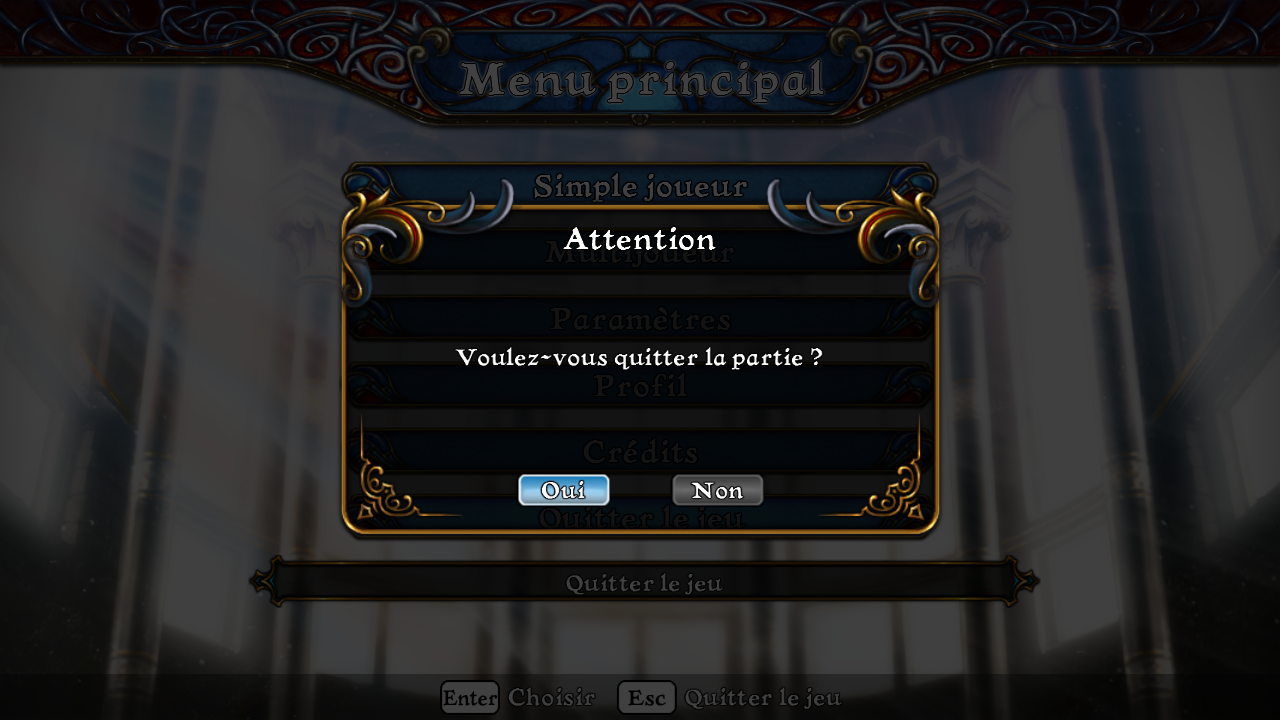 Menu principal
Simple joueur
Attention
Multijoueur
Paramètres
Voulez-vous quitter la partie ?
Profil
Crédits
Oui
Non
Quitter le jeu
Quitter le jeu
Enter Choisir Esc Quitter le jeu